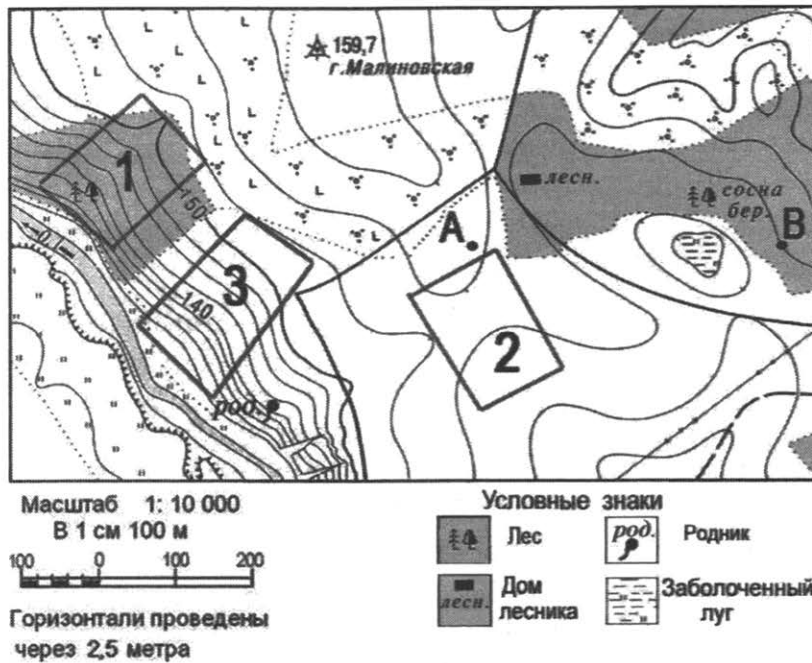 159,7
г. Малиновская
1
лесн.
сосна
бер.
В
А
150
0,1
3
140
2
род.
Масштаб 1: 10 000
В 1 см 100 м
100 0 100 200
Горизонтали проведены
через 2,5 метра
Условные знаки
Лес
род. Родник
лесн. Дом
лесника
Заболоченный
луг